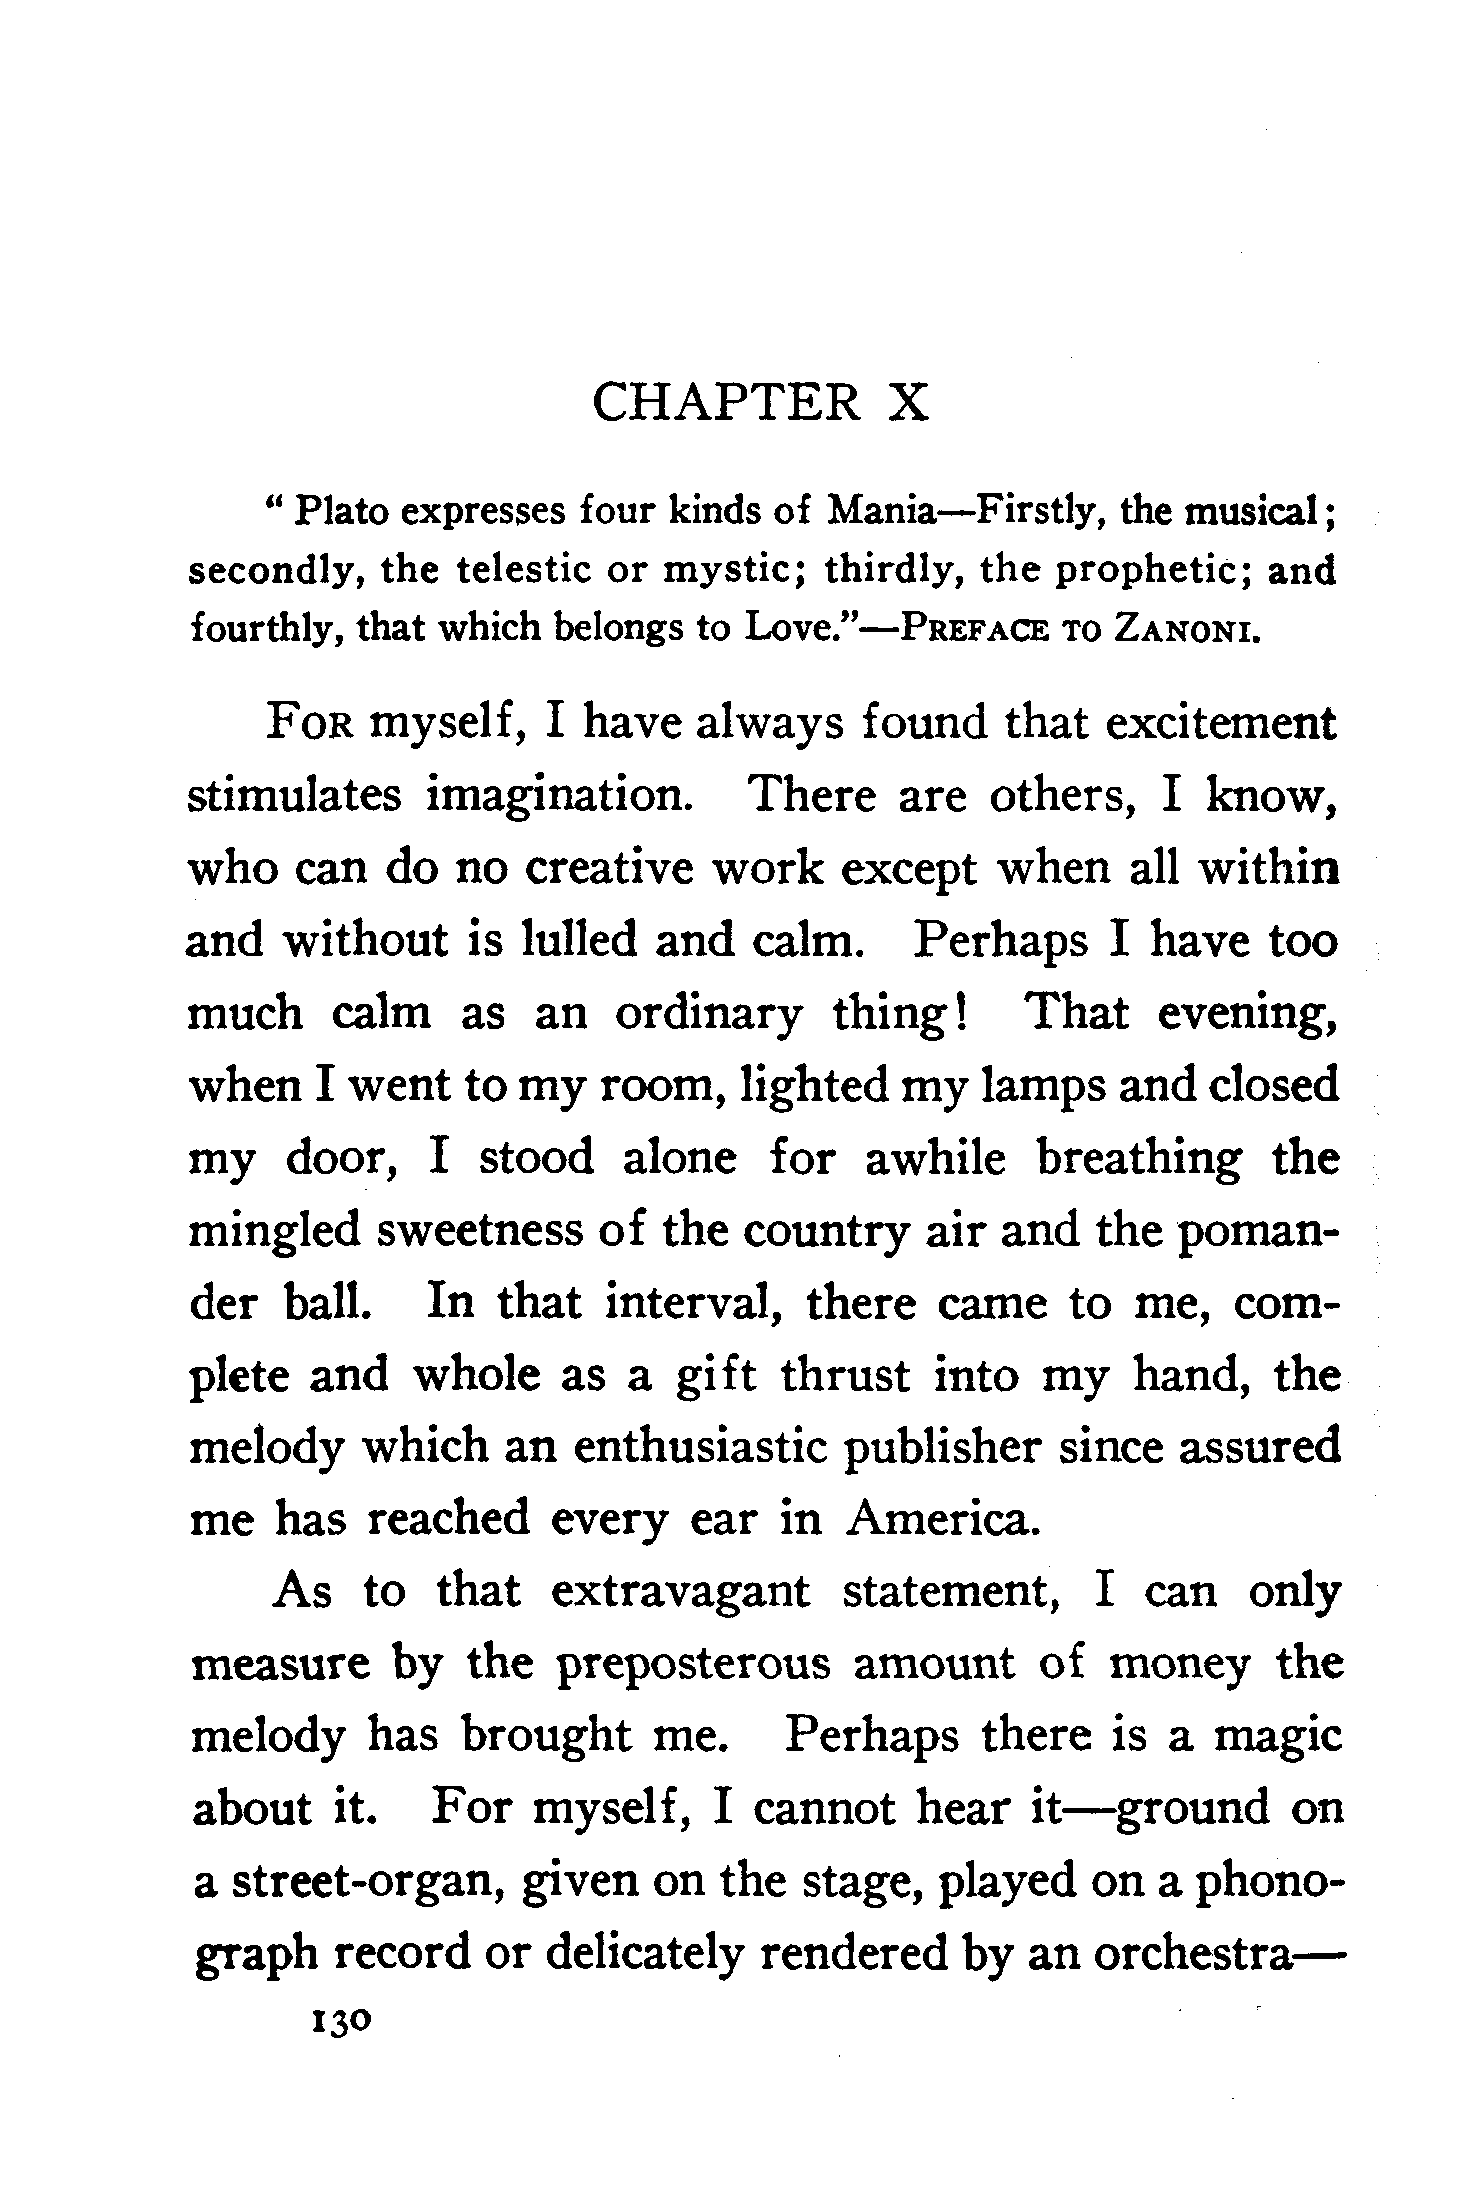 CHAPTER X
“ Plato expresses four kinds of Mania—Firstly, the musical;
secondly, the telestic or mystic; thirdly, the prophetic; and
fourthly, that which belongs to Love.”—PREFACE TO ZANONI.
FOR myself, I have always found that excitement
stimulates imagination. There are others, I know,
who can do no creative work except when all within
and without is lulled and calm. Perhaps I have too
much calm as an ordinary thing! That evening,
when I went to my room, lighted my lamps and closed
my door, I stood alone for awhile breathing the
mingled sweetness of the country air and the poman-
der ball. In that interval, there came to me, com-
plete and whole as a gift thrust into my hand, the
melody which an enthusiastic publisher since assured
me has reached every ear in America.
As to that extravagant statement, I can only
measure by the preposterous amount of money the
melody has brought me. Perhaps there is a magic
about it. For myself, I cannot hear it—ground on
a street-organ, given on the stage, played on a phono-
graph record or delicately rendered by an orchestra—
130